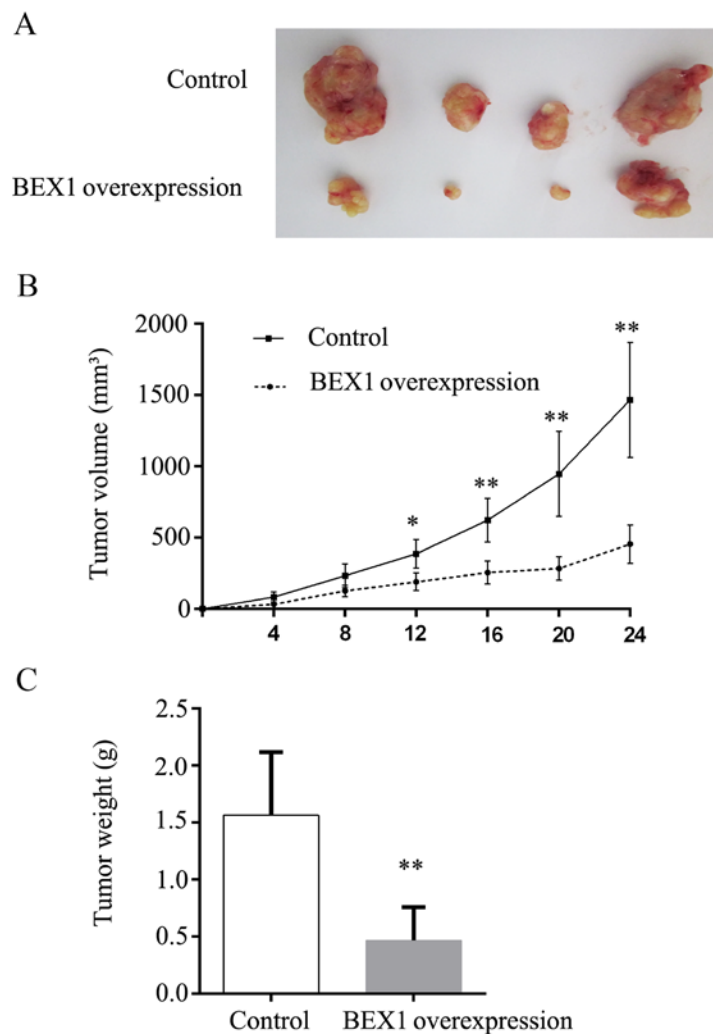 A
Control
BEX1 overexpression
B
Tumor volume (mm³)
2000
1500
1000
500
0
Control
BEX1 overexpression
*
**
**
**
4 8 12 16 20 24
C
Tumor weight (g)
2.5
2.0
1.5
1.0
0.5
0.0
**
Control BEX1 overexpression